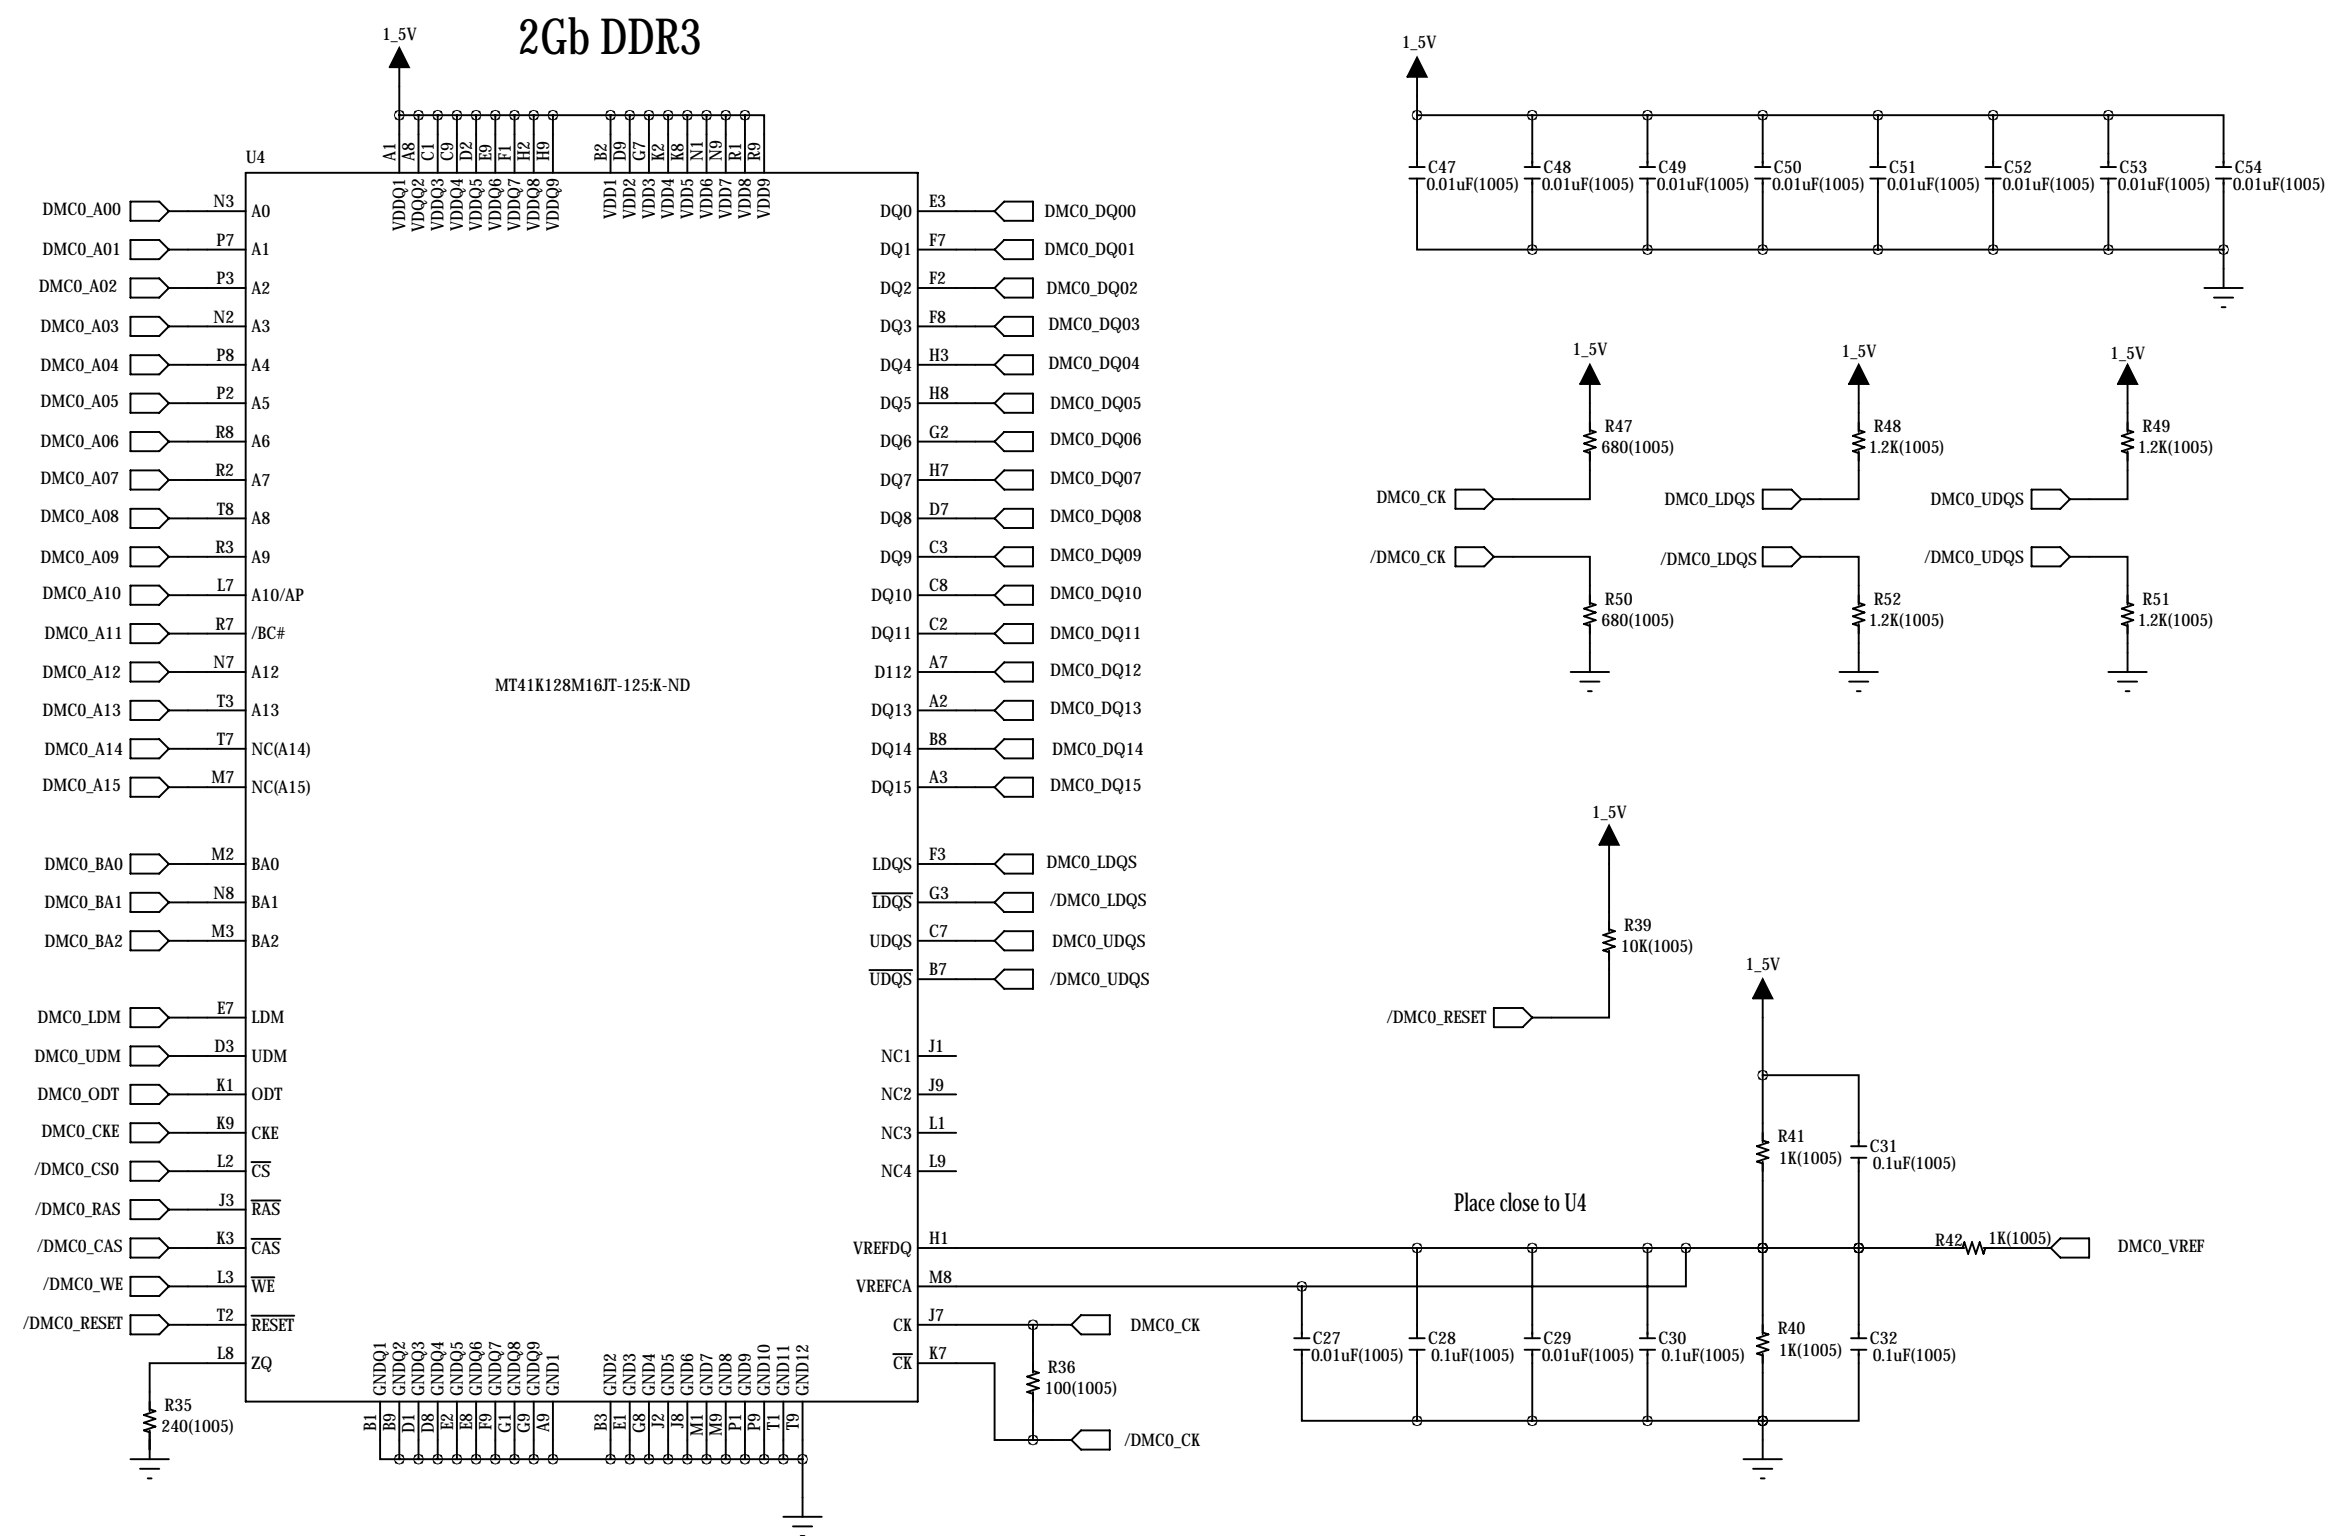 2Gb DDR3
1_5V
1_5V
A1
A8
C1
C9
D2
E9
F1
H2
H9
B2
D9
G7
K2
K8
N1
N9
R1
R9
U4
VDDQ1
VDQQ2
VDDQ3
VDDQ4
VDDQ5
VDDQ6
VDDQ7
VDDQ8
VDDQ9
VDD1
VDD2
VDD3
VDD4
VDD5
VDD6
VDD7
VDD8
VDD9
C47
0.01uF(1005)
C48
0.01uF(1005)
C49
0.01uF(1005)
C50
0.01uF(1005)
C51
0.01uF(1005)
C52
0.01uF(1005)
C53
0.01uF(1005)
C54
0.01uF(1005)
DMC0_A00 N3 A0
DMC0_A01 P7 A1
DMC0_A02 P3 A2
DMC0_A03 N2 A3
DMC0_A04 P8 A4
DMC0_A05 P2 A5
DMC0_A06 R8 A6
DMC0_A07 R2 A7
DMC0_A08 T8 A8
DMC0_A09 R3 A9
DMC0_A10 L7 A10/AP
DMC0_A11 R7 /BC#
DMC0_A12 N7 A12
DMC0_A13 T3 A13
DMC0_A14 T7 NC(A14)
DMC0_A15 M7 NC(A15)
DMC0_BA0 M2 BA0
DMC0_BA1 N8 BA1
DMC0_BA2 M3 BA2
DMC0_LDM E7 LDM
DMC0_UDM D3 UDM
DMC0_ODT K1 ODT
DMC0_CKE K9 CKE
/DMC0_CS0 L2 CS
/DMC0_RAS J3 RAS
/DMC0_CAS K3 CAS
/DMC0_WE L3 WE
/DMC0_RESET T2 RESET
L8 ZQ
R35
240(1005)
MT41K128M16JT-125:K-ND
DQ0 E3 DMC0_DQ00
DQ1 F7 DMC0_DQ01
DQ2 F2 DMC0_DQ02
DQ3 F8 DMC0_DQ03
DQ4 H3 DMC0_DQ04
DQ5 H8 DMC0_DQ05
DQ6 G2 DMC0_DQ06
DQ7 H7 DMC0_DQ07
DQ8 D7 DMC0_DQ08
DQ9 C3 DMC0_DQ09
DQ10 C8 DMC0_DQ10
DQ11 C2 DMC0_DQ11
D112 A7 DMC0_DQ12
DQ13 A2 DMC0_DQ13
DQ14 B8 DMC0_DQ14
DQ15 A3 DMC0_DQ15
LDQS F3 DMC0_LDQS
LDQS G3 /DMC0_LDQS
UDQS C7 DMC0_UDQS
UDQS B7 /DMC0_UDQS
NC1 J1
NC2 J9
NC3 L1
NC4 L9
VREFDQ H1
VREFCA M8
CK J7 DMC0_CK
CK K7
R36
100(1005)
/DMC0_CK
GNDQ1
GNDQ2
GNDQ3
GNDQ4
GNDQ5
GNDQ6
GNDQ7
GNDQ8
GNDQ9
GND1
GND2
GND3
GND4
GND5
GND6
GND7
GND8
GND9
GND10
GND11
GND12
B1
B9
D1
D8
E2
E8
F9
G1
G9
A9
B3
E1
G8
J2
J8
M1
M9
P1
P9
T1
T9
1_5V
1_5V
1_5V
R47
680(1005)
R48
1.2K(1005)
R49
1.2K(1005)
DMC0_CK
DMC0_LDQS
DMC0_UDQS
/DMC0_CK
/DMC0_LDQS
/DMC0_UDQS
R50
680(1005)
R52
1.2K(1005)
R51
1.2K(1005)
1_5V
R39
10K(1005)
/DMC0_RESET
1_5V
R41
1K(1005)
C31
0.1uF(1005)
Place close to U4
R42 1K(1005) DMC0_VREF
C27
0.01uF(1005)
C28
0.1uF(1005)
C29
0.01uF(1005)
C30
0.1uF(1005)
R40
1K(1005)
C32
0.1uF(1005)